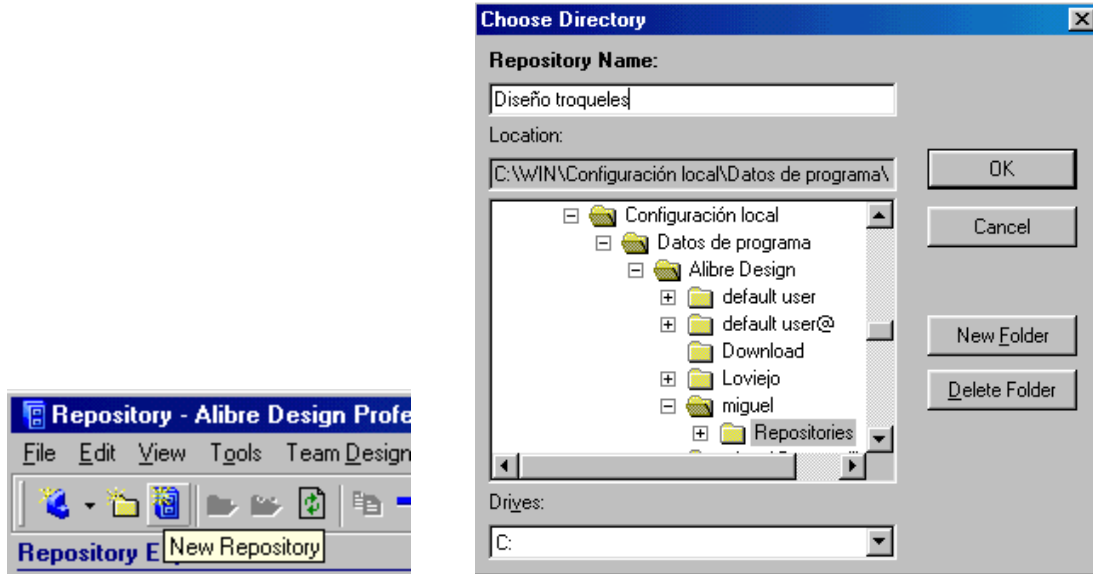 Choose Directory
Repository Name:
Diseño troqueles
Location:
C:\WIN\Configuración local\Datos de programa\
OK
Cancel
Configuración local
Datos de programa
Alibre Design
default user
default user@
Download
Loviejo
miguel
Repositories
New Folder
Delete Folder
Drives:
C:
Repository - Alibre Design Profe
File Edit View Tools Team Design
New Repository
Repository E